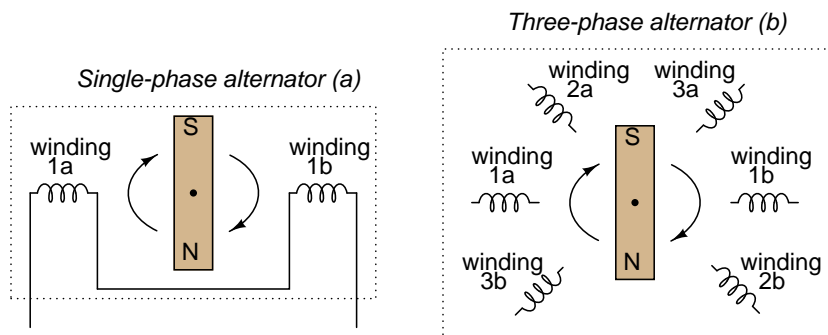 Single-phase alternator (a)
S
winding
1a
winding
1b
N
Three-phase alternator (b)
winding
2a
winding
3a
S
winding
1a
winding
1b
N
winding
3b
winding
2b